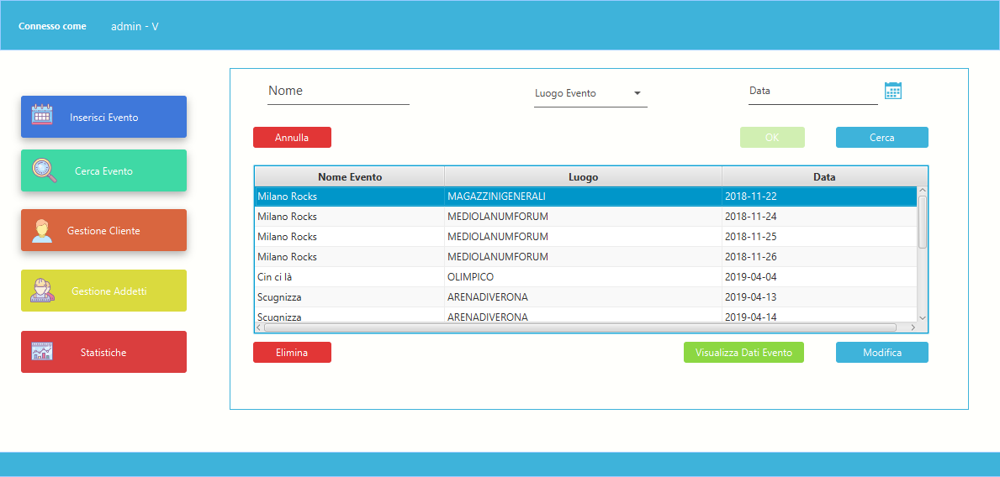 Connesso come admin - V
Inserisci Evento
Cerca Evento
Gestione Cliente
Gestione Addetti
Statistiche
Nome Luogo Evento Data
Annulla OK Cerca
Nome Evento Luogo Data
Milano Rocks MAGAZZINIGENERALI 2018-11-22
Milano Rocks MEDIOLANUMFORUM 2018-11-24
Milano Rocks MEDIOLANUMFORUM 2018-11-25
Milano Rocks MEDIOLANUMFORUM 2018-11-26
Cin ci là OLIMPICO 2019-04-04
Scugnizza ARENADIVERONA 2019-04-13
Scugnizza ARENADIVERONA 2019-04-14
Elimina Visualizza Dati Evento Modifica